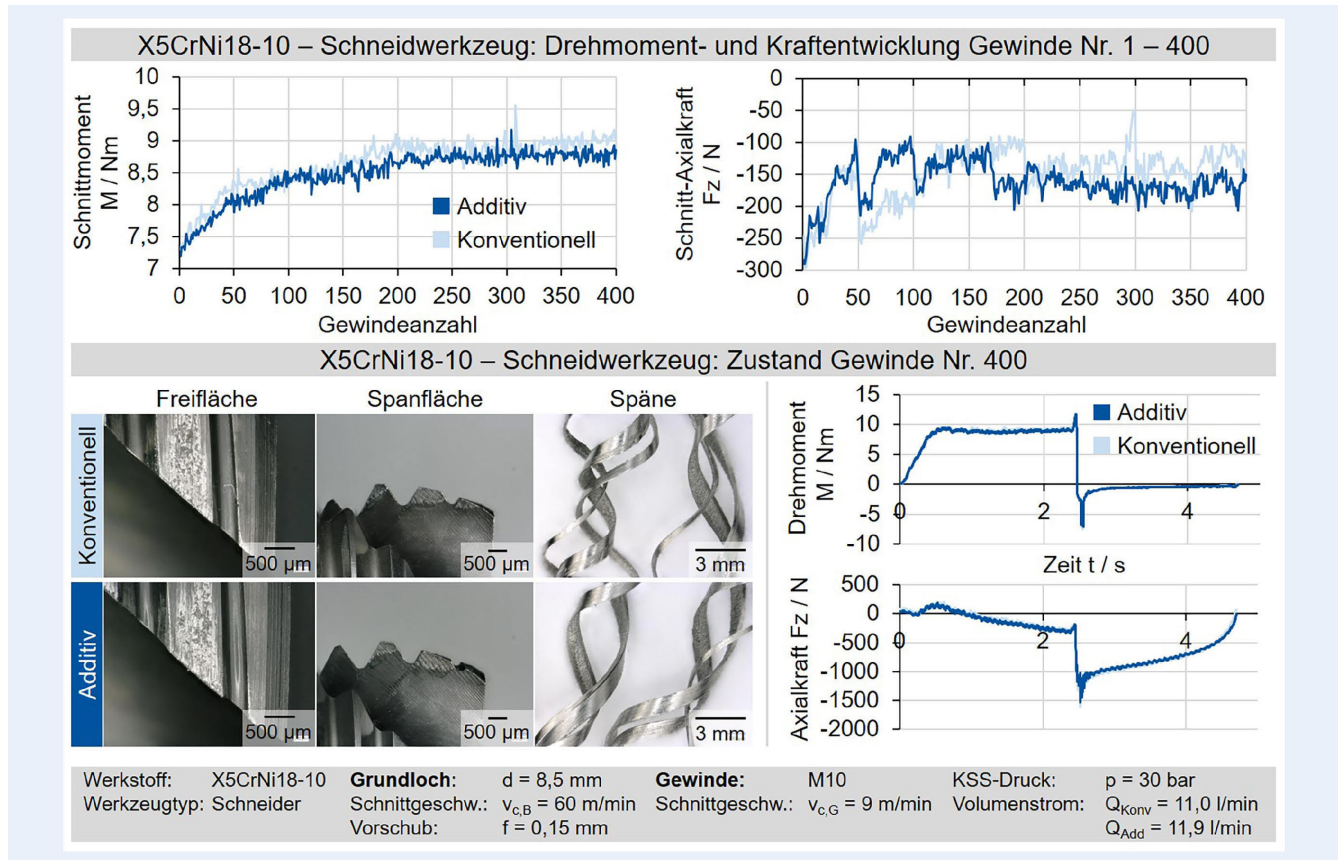 X5CrNi18-10 – Schneidwerkzeug: Drehmoment- und Kraftentwicklung Gewinde Nr. 1 – 400
Schnittmoment
M / Nm
10
9,5
9
8,5
8
7,5
7
0 50 100 150 200 250 300 350 400
Gewindeanzahl
Additiv
Konventionell
Schnitt-Axialkraft
Fz / N
0
-50
-100
-150
-200
-250
-300
0 50 100 150 200 250 300 350 400
Gewindeanzahl
X5CrNi18-10 – Schneidwerkzeug: Zustand Gewinde Nr. 400
Freifläche Spanfläche Späne
Konventionell
500 µm 500 µm 3 mm
Additiv
500 µm 500 µm 3 mm
Drehmoment
M / Nm
15
10
5
0
-5
-10
0 2 4
Additiv
Konventionell
Zeit t / s
Axialkraft Fz / N
500
0
-500
-1000
-1500
-2000
0 2 4
Werkstoff: X5CrNi18-10 Grundloch: d = 8,5 mm Gewinde: M10 KSS-Druck: p = 30 bar
Werkzeugtyp: Schneider Schnittgeschw.: vc,B = 60 m/min Schnittgeschw.: vc,G = 9 m/min Volumenstrom: QKonv = 11,0 l/min
Vorschub: f = 0,15 mm QAdd = 11,9 l/min